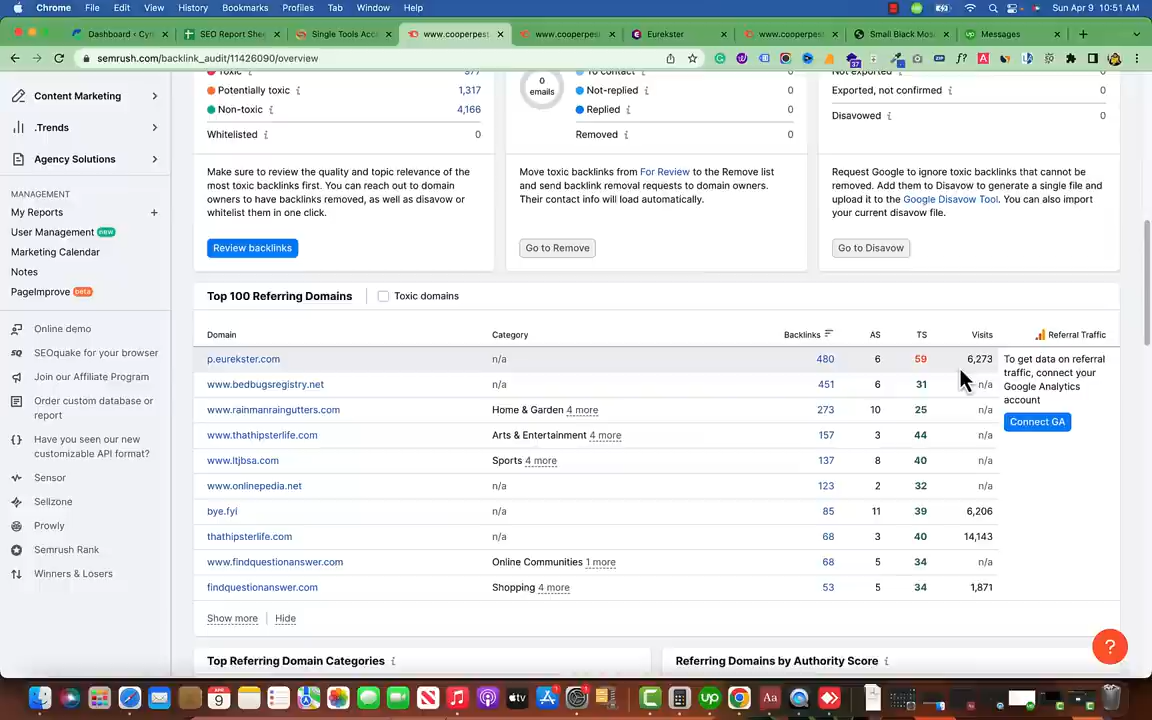 Chrome File Edit View History Bookmarks Profiles Tab Window Help Sun Apr 9 10:51 AM
Dashboard ‹ Cyn
SEO Report Shee
Single Tools Acce
www.cooperpest
www.cooperpest
Eurekster
www.cooperpest
Small Black Mos
Messages
semrush.com/backlink_audit/11426090/overview
Content Marketing
.Trends
Agency Solutions
MANAGEMENT
My Reports +
User Management new
Marketing Calendar
Notes
PageImprove beta
Online demo
SEOquake for your browser
Join our Affiliate Program
Order custom database or
report
Have you seen our new
customizable API format?
Sensor
Sellzone
Prowly
Semrush Rank
Winners & Losers
Toxic 977
Potentially toxic 1,317
Non-toxic 4,166
Whitelisted 0
Make sure to review the quality and topic relevance of the
most toxic backlinks first. You can reach out to domain
owners to have backlinks removed, as well as disavow or
whitelist them in one click.
Review backlinks
0
emails
To contact 0
Not-replied 0
Replied 0
Removed 0
Move toxic backlinks from For Review to the Remove list
and send backlink removal requests to domain owners.
Their contact info will load automatically.
Go to Remove
Not exported 0
Exported, not confirmed 0
Disavowed 0
Request Google to ignore toxic backlinks that cannot be
removed. Add them to Disavow to generate a single file and
upload it to the Google Disavow Tool. You can also import
your current disavow file.
Go to Disavow
Top 100 Referring Domains Toxic domains
Domain Category Backlinks AS TS Visits Referral Traffic
p.eurekster.com n/a 480 6 59 6,273
www.bedbugsregistry.net 451 6 31 n/a
www.rainmanraingutters.com Home & Garden 4 more 273 10 25 n/a
www.thathipsterlife.com Arts & Entertainment 4 more 157 3 44 n/a
www.ltjbsa.com Sports 4 more 137 8 40 n/a
www.onlinepedia.net n/a 123 2 32 n/a
bye.fyi n/a 85 11 39 6,206
thathipsterlife.com n/a 68 3 40 14,143
www.findquestionanswer.com Online Communities 1 more 68 5 34 n/a
findquestionanswer.com Shopping 4 more 53 5 34 1,871
To get data on referral
traffic, connect your
Google Analytics
account
Connect GA
Show more Hide
Top Referring Domain Categories
Referring Domains by Authority Score
?